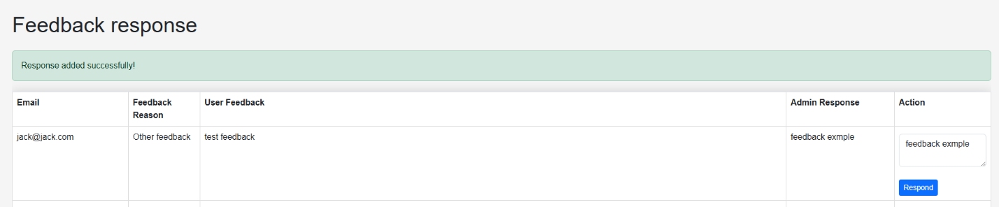 Feedback response
Response added successfully!
Email
Feedback
Reason
User Feedback
Admin Response
Action
jack@jack.com
Other feedback
test feedback
feedback exmple
feedback exmple
Respond